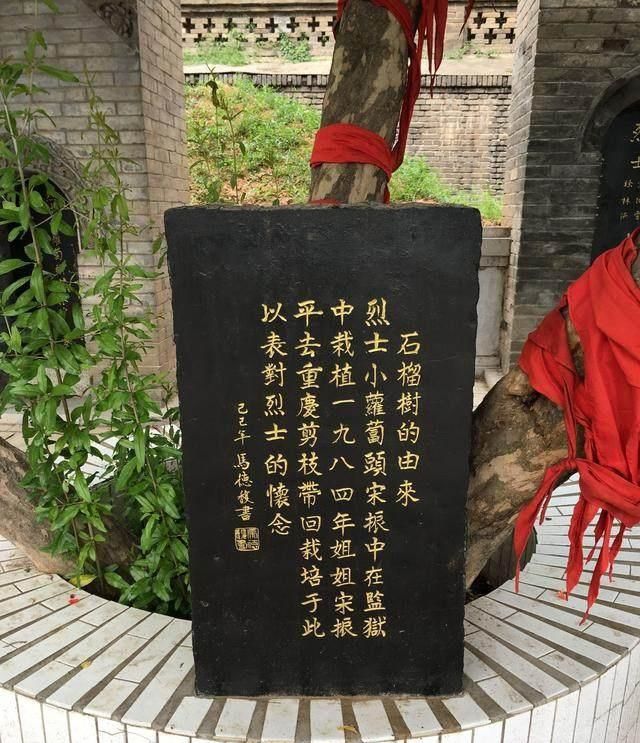 石榴樹的由來
烈士小蘿蔔頭宋振中在監獄
中栽植一九八四年姐姐宋振
平去重慶剪枝帶回栽培于此
以表對烈士的懷念
己巳年馬德 書
烈士